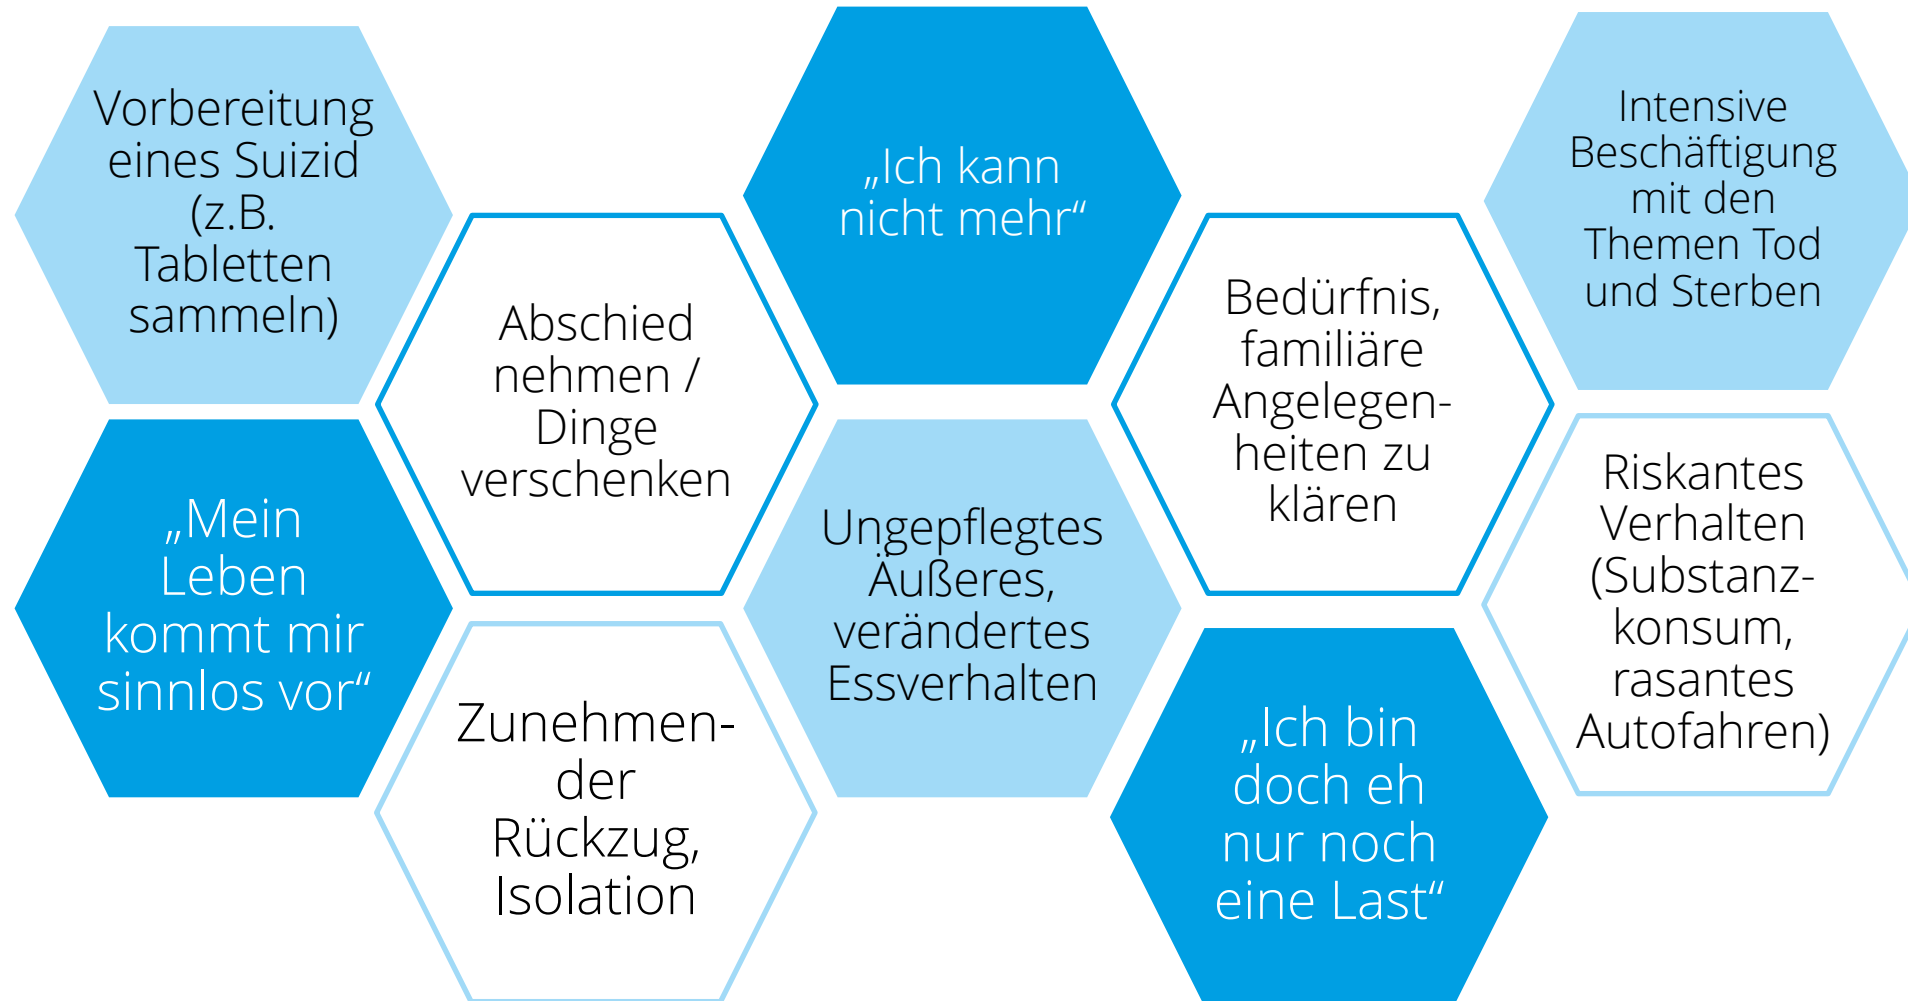 Vorbereitung
eines Suizid
(z.B.
Tabletten
sammeln)
„Mein
Leben
kommt mir
sinnlos vor“
Abschied
nehmen /
Dinge
verschenken
Zunehmen-
der
Rückzug,
Isolation
„Ich kann
nicht mehr“
Ungepflegtes
Äußeres,
verändertes
Essverhalten
Bedürfnis,
familiäre
Angelegen-
heiten zu
klären
„Ich bin
doch eh
nur noch
eine Last“
Intensive
Beschäftigung
mit den
Themen Tod
und Sterben
Riskantes
Verhalten
(Substanz-
konsum,
rasantes
Autofahren)